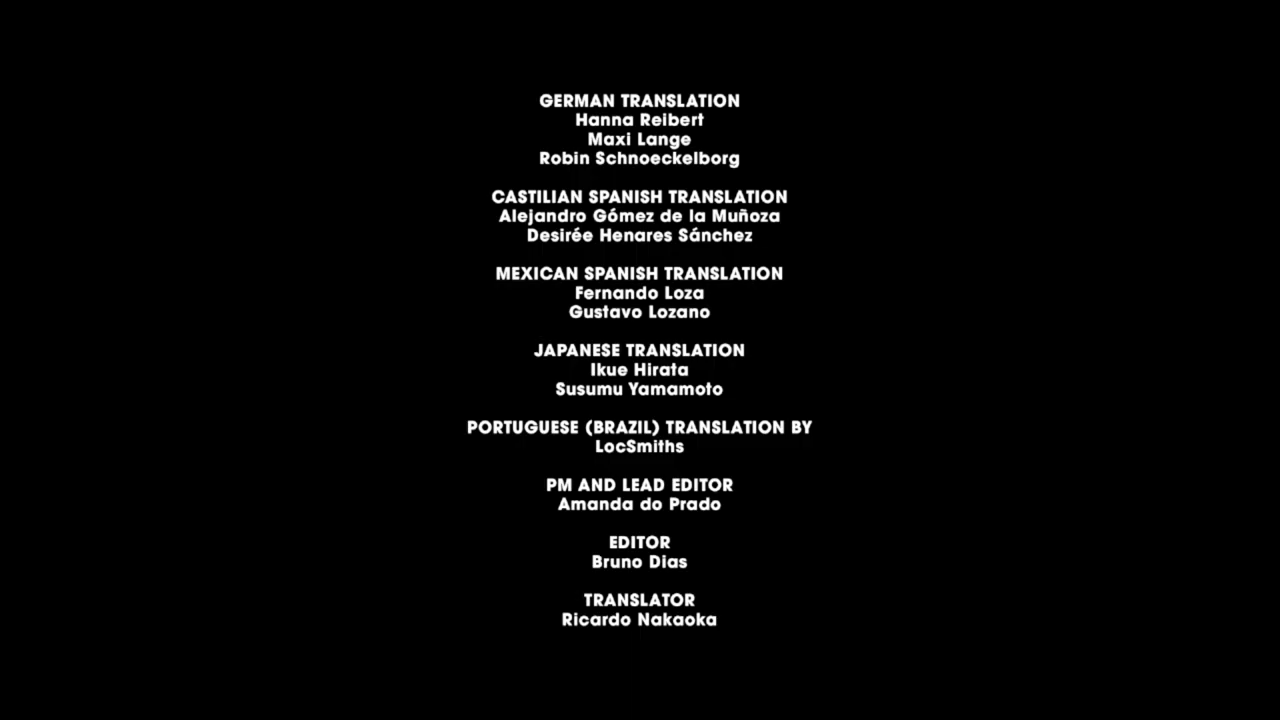 GERMAN TRANSLATION
Hanna Reibert
Maxi Lange
Robin Schnoeckelborg
CASTILIAN SPANISH TRANSLATION
Alejandro Gómez de la Muñoza
Desirée Henares Sánchez
MEXICAN SPANISH TRANSLATION
Fernando Loza
Gustavo Lozano
JAPANESE TRANSLATION
Ikue Hirata
Susumu Yamamoto
PORTUGUESE (BRAZIL) TRANSLATION BY
LocSmiths
PM AND LEAD EDITOR
Amanda do Prado
EDITOR
Bruno Dias
TRANSLATOR
Ricardo Nakaoka